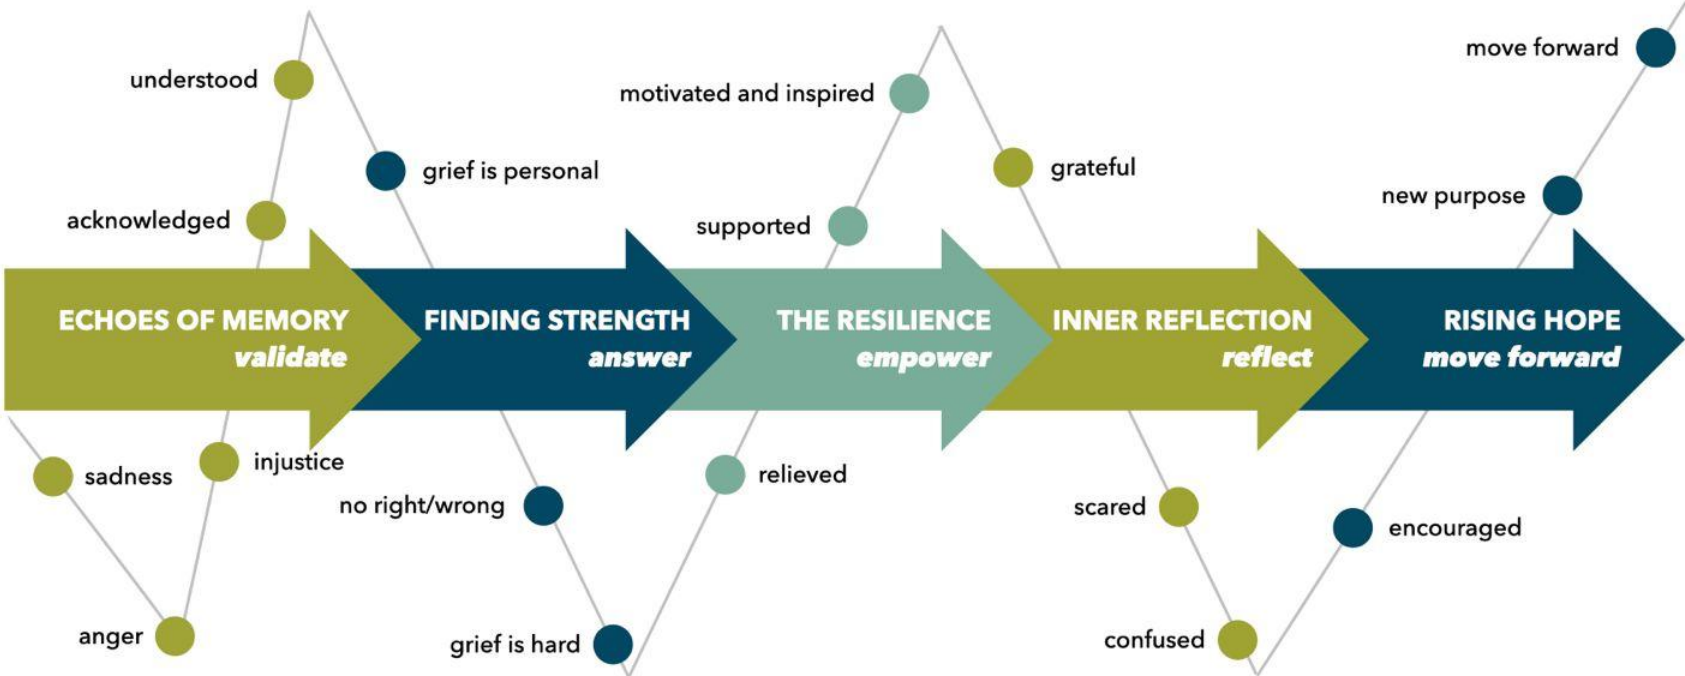 understood
acknowledged
grief is personal
motivated and inspired
supported
grateful
move forward
new purpose
ECHOES OF MEMORY
validate
FINDING STRENGTH
answer
THE RESILIENCE
empower
INNER REFLECTION
reflect
RISING HOPE
move forward
sadness
injustice
anger
no right/wrong
grief is hard
relieved
scared
confused
encouraged